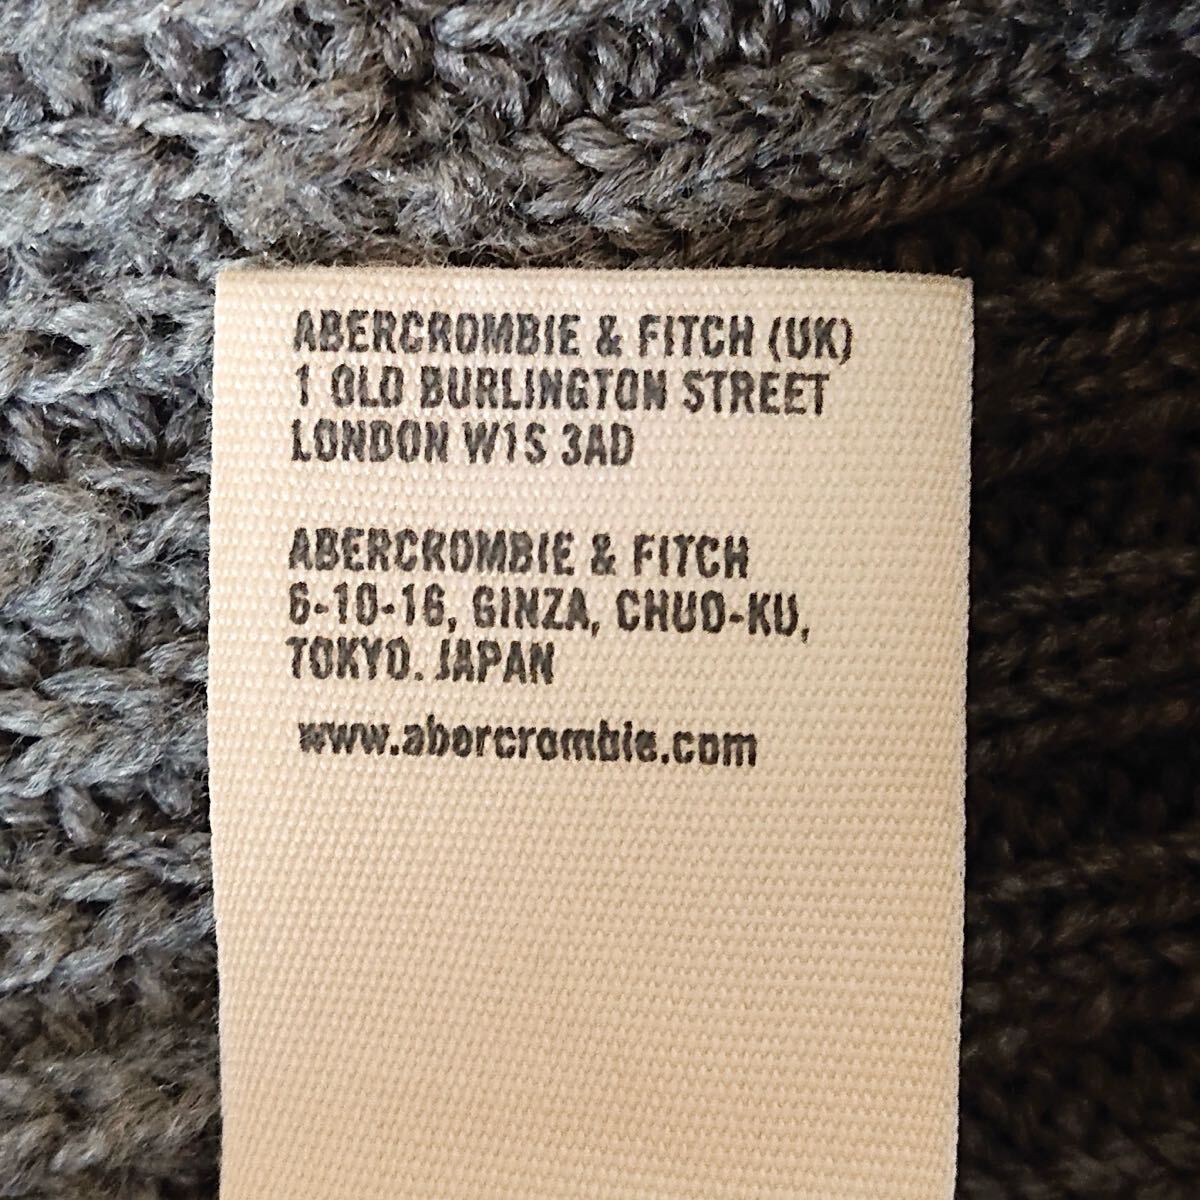 ABERCROMBIE & FITCH (UK)
1 OLD BURLINGTON STREET
LONDON W1S 3AD
ABERCROMBIE & FITCH
6-10-16, GINZA, CHUO-KU,
TOKYO. JAPAN
www.abercrombie.com